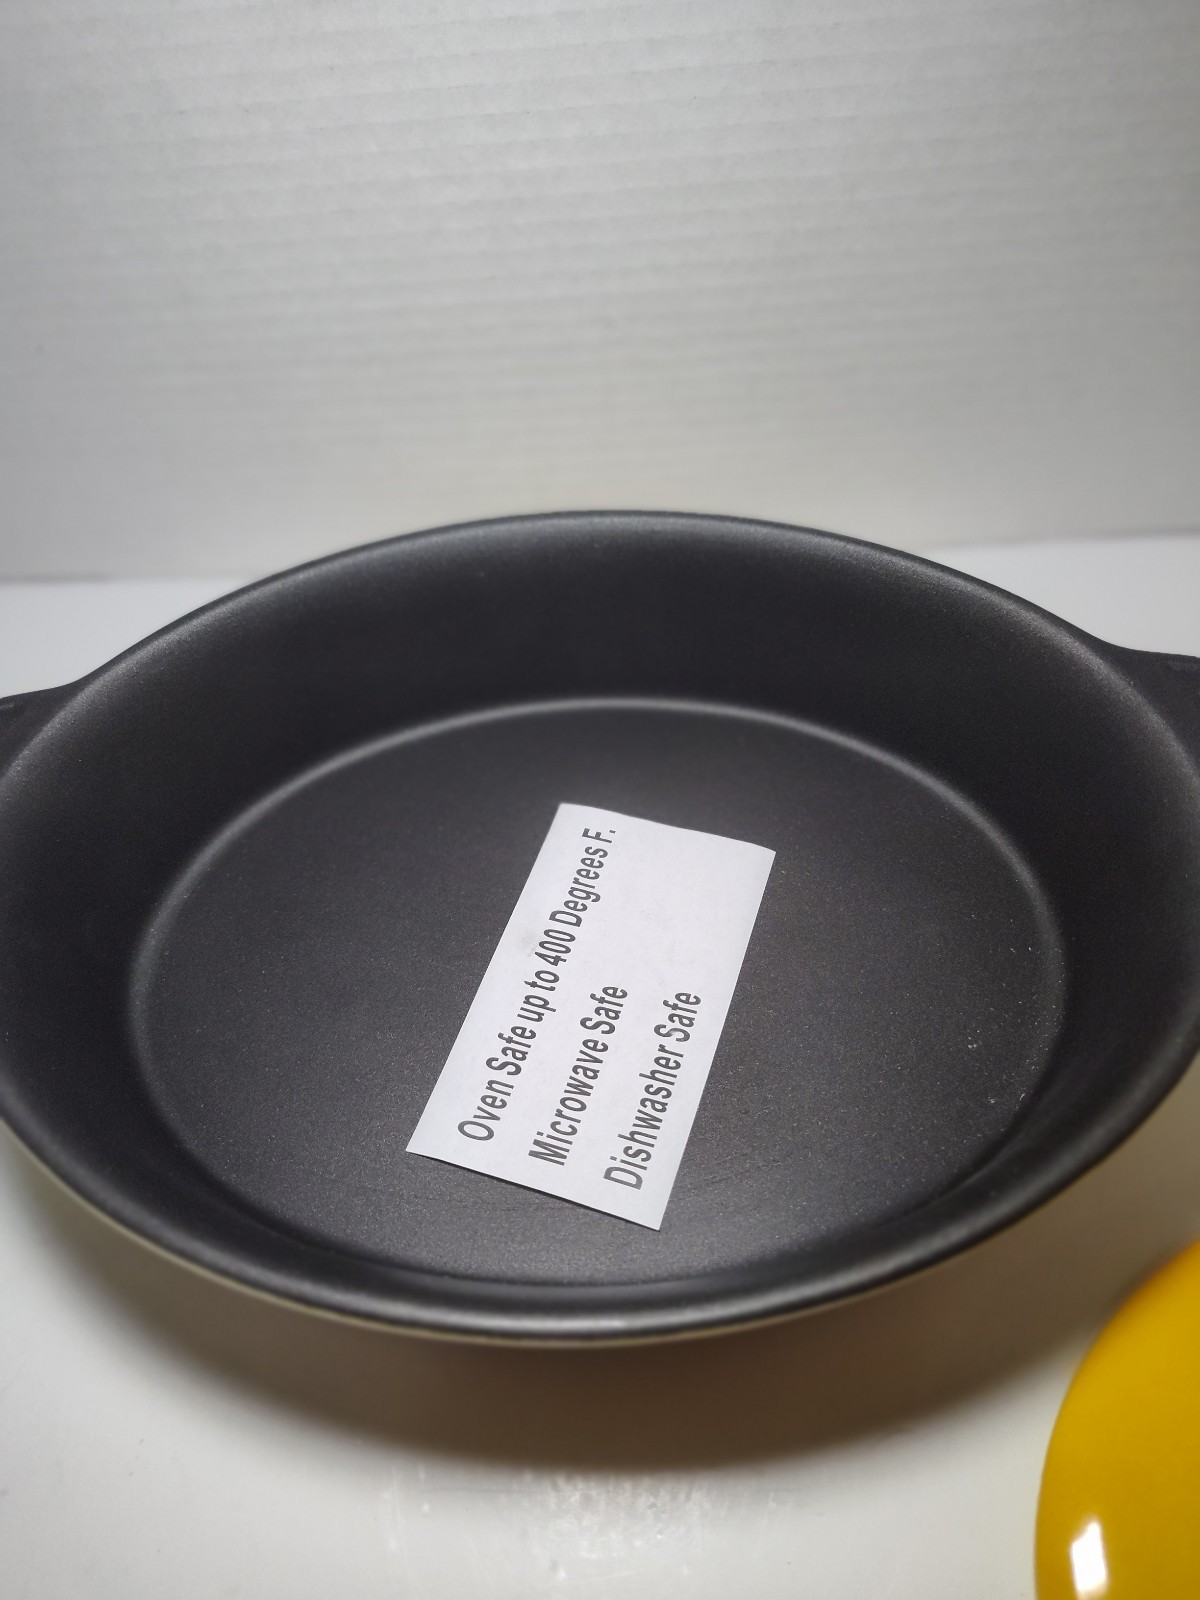 Oven Safe up to 400 Degrees F.
Microwave Safe
Dishwasher Safe